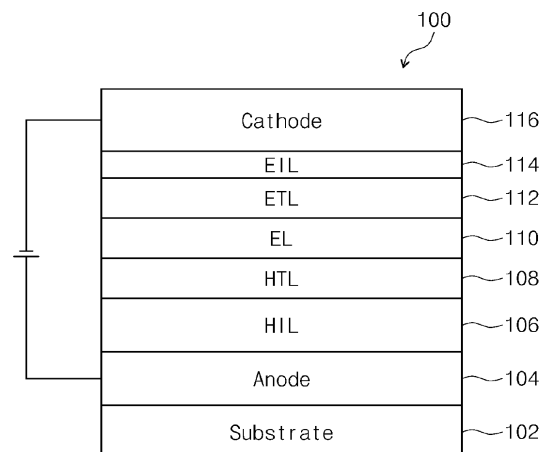 100
Cathode 116
EIL 114
ETL 112
EL 110
HTL 108
HIL 106
Anode 104
Substrate 102